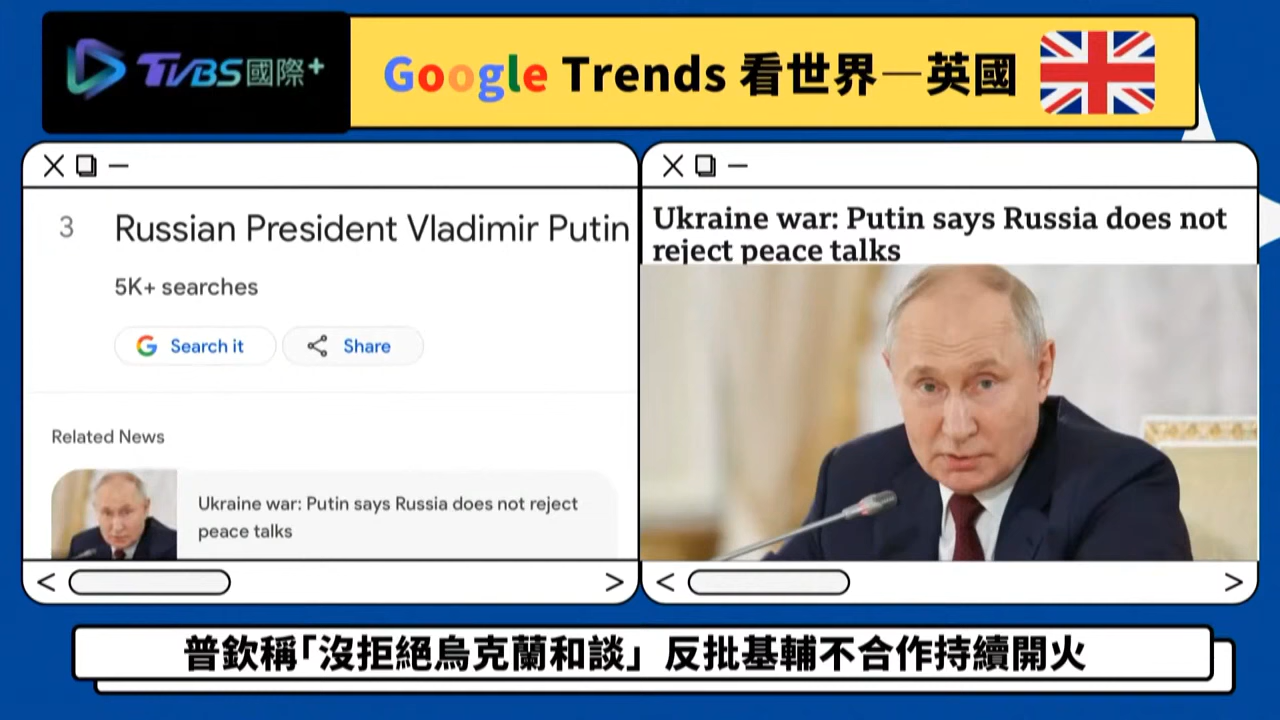 TVBS國際+
Google Trends 看世界—英國
3
Russian President Vladimir Putin
5K+ searches
Search it
Share
Related News
Ukraine war: Putin says Russia does not reject
peace talks
Ukraine war: Putin says Russia does not
reject peace talks
普欽稱「沒拒絕烏克蘭和談」 反批基輔不合作持續開火